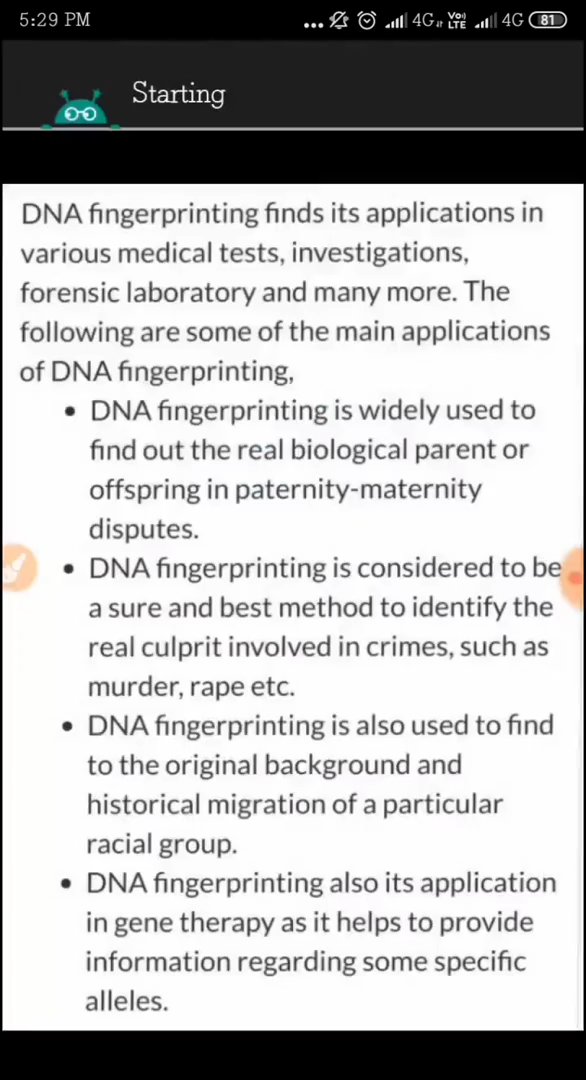 5:29 PM ... 4G Vo) LTE 4G 81
Starting
DNA fingerprinting finds its applications in
various medical tests, investigations,
forensic laboratory and many more. The
following are some of the main applications
of DNA fingerprinting,
• DNA fingerprinting is widely used to
find out the real biological parent or
offspring in paternity-maternity
disputes.
• DNA fingerprinting is considered to be
a sure and best method to identify the
real culprit involved in crimes, such as
murder, rape etc.
• DNA fingerprinting is also used to find
to the original background and
historical migration of a particular
racial group.
• DNA fingerprinting also its application
in gene therapy as it helps to provide
information regarding some specific
alleles.